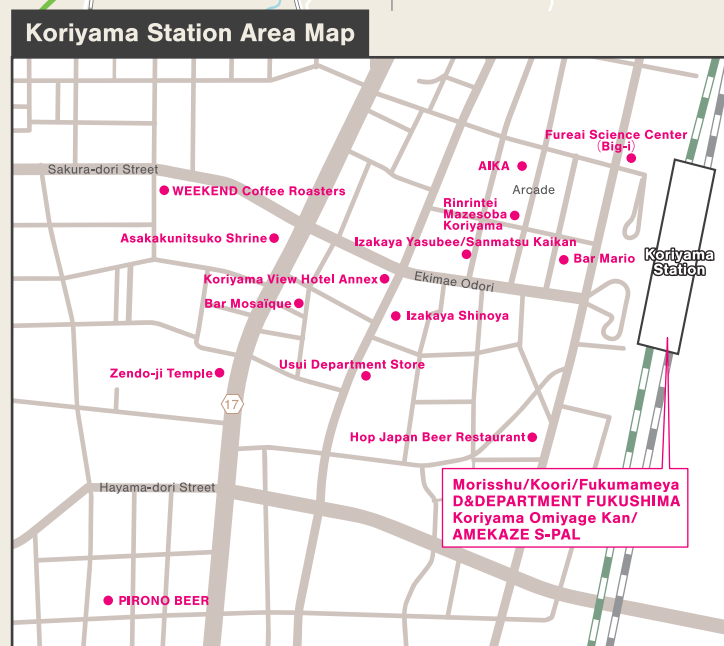 Koriyama Station Area Map
Fureai Science Center
(Big-i)
Sakura-dori Street
AIKA
WEEKEND Coffee Roasters
Arcade
Rinrintei
Mazesoba
Koriyama
Asakakunitsuko Shrine
Izakaya Yasubee/Sanmatsu Kaikan
Bar Mario
Koriyama
Station
Koriyama View Hotel Annex
Ekimae Odori
Bar Mosaïque
Izakaya Shinoya
Usui Department Store
Zendo-ji Temple
17
Hop Japan Beer Restaurant
Morisshu/Koori/Fukumameya
D&DEPARTMENT FUKUSHIMA
Koriyama Omiyage Kan/
AMEKAZE S-PAL
Hayama-dori Street
PIRONO BEER